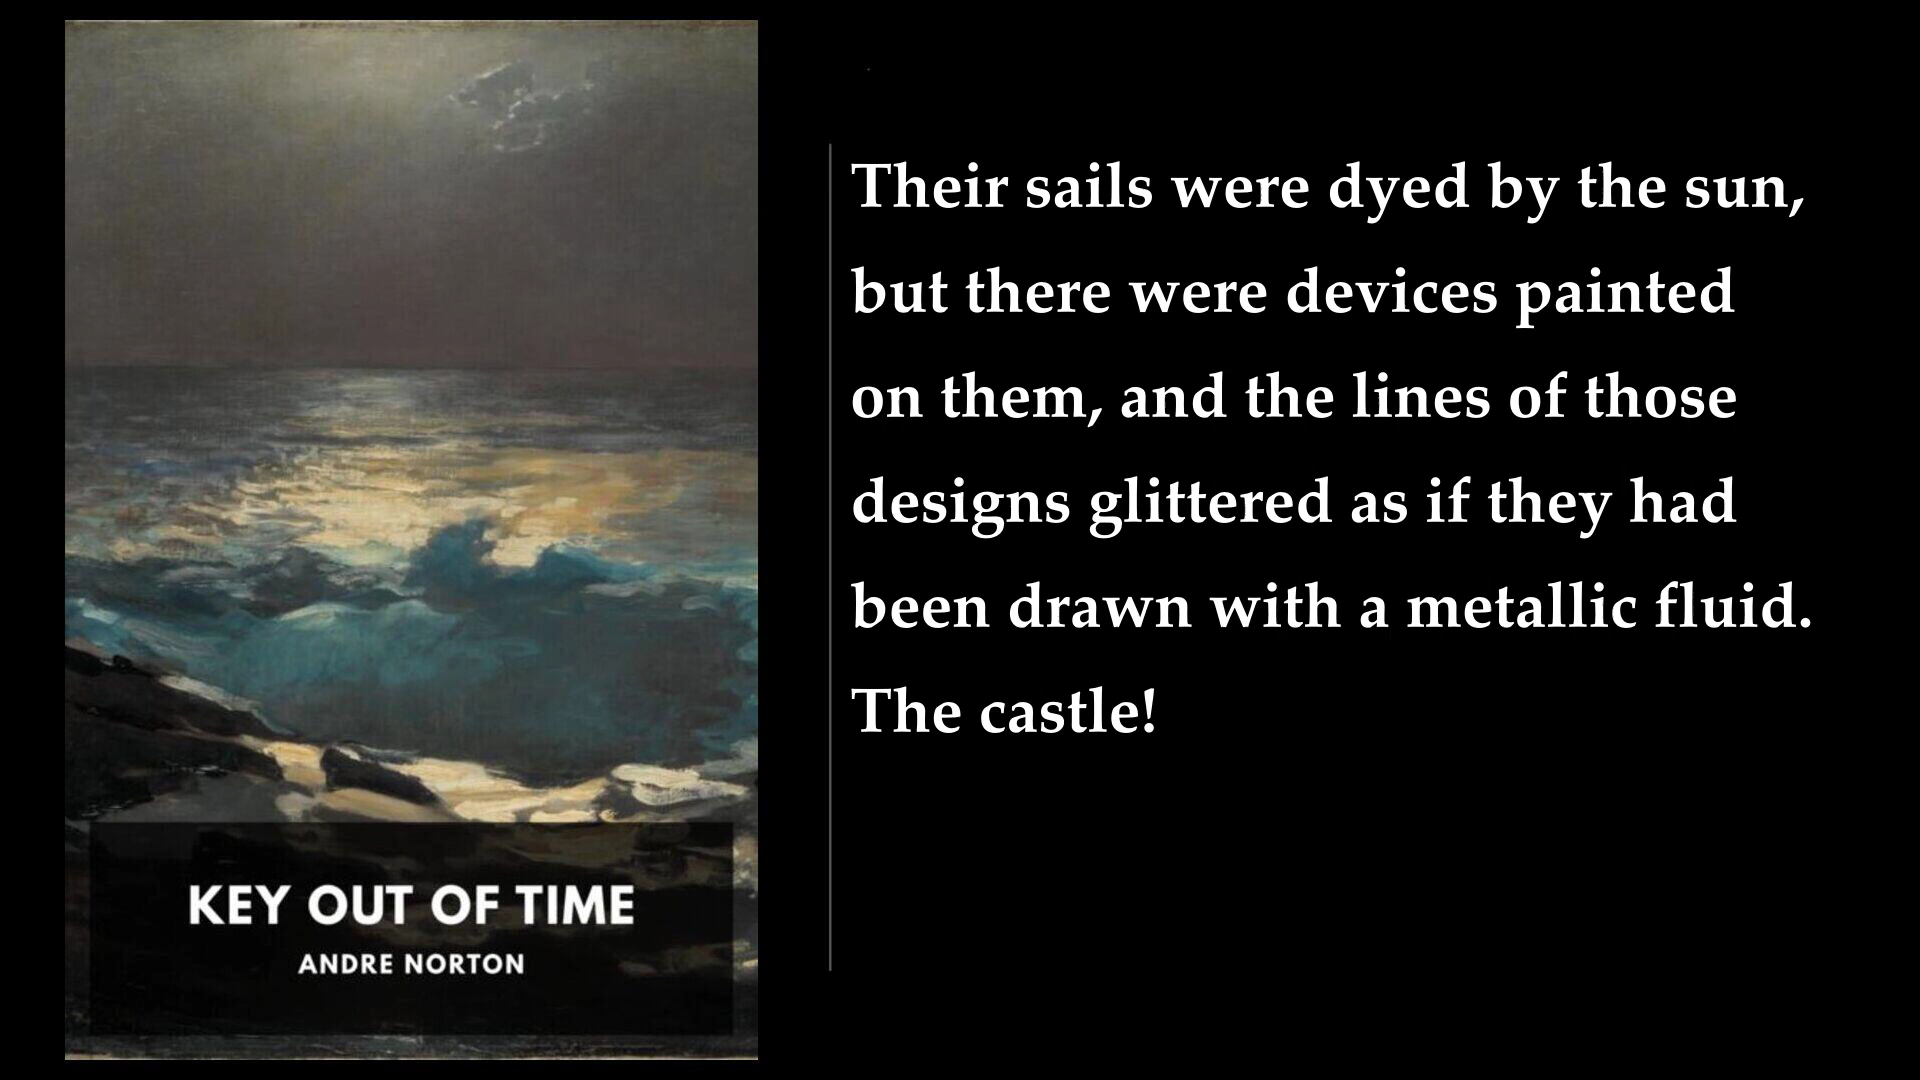 Their sails were dyed by the sun,
but there were devices painted
on them, and the lines of those
designs glittered as if they had
been drawn with a metallic fluid.
The castle!
KEY OUT OF TIME
ANDRE NORTON